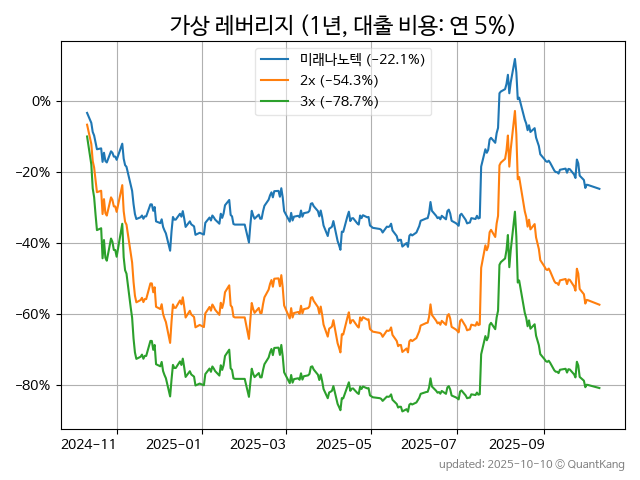 가상 레버리지 (1년, 대출 비용: 연 5%)
미래나노텍 (−22.1%)
2x (−54.3%)
3x (−78.7%)
0%
−20%
−40%
−60%
−80%
2024−11 2025−01 2025−03 2025−05 2025−07 2025−09
updated: 2025-10-10 © QuantKang